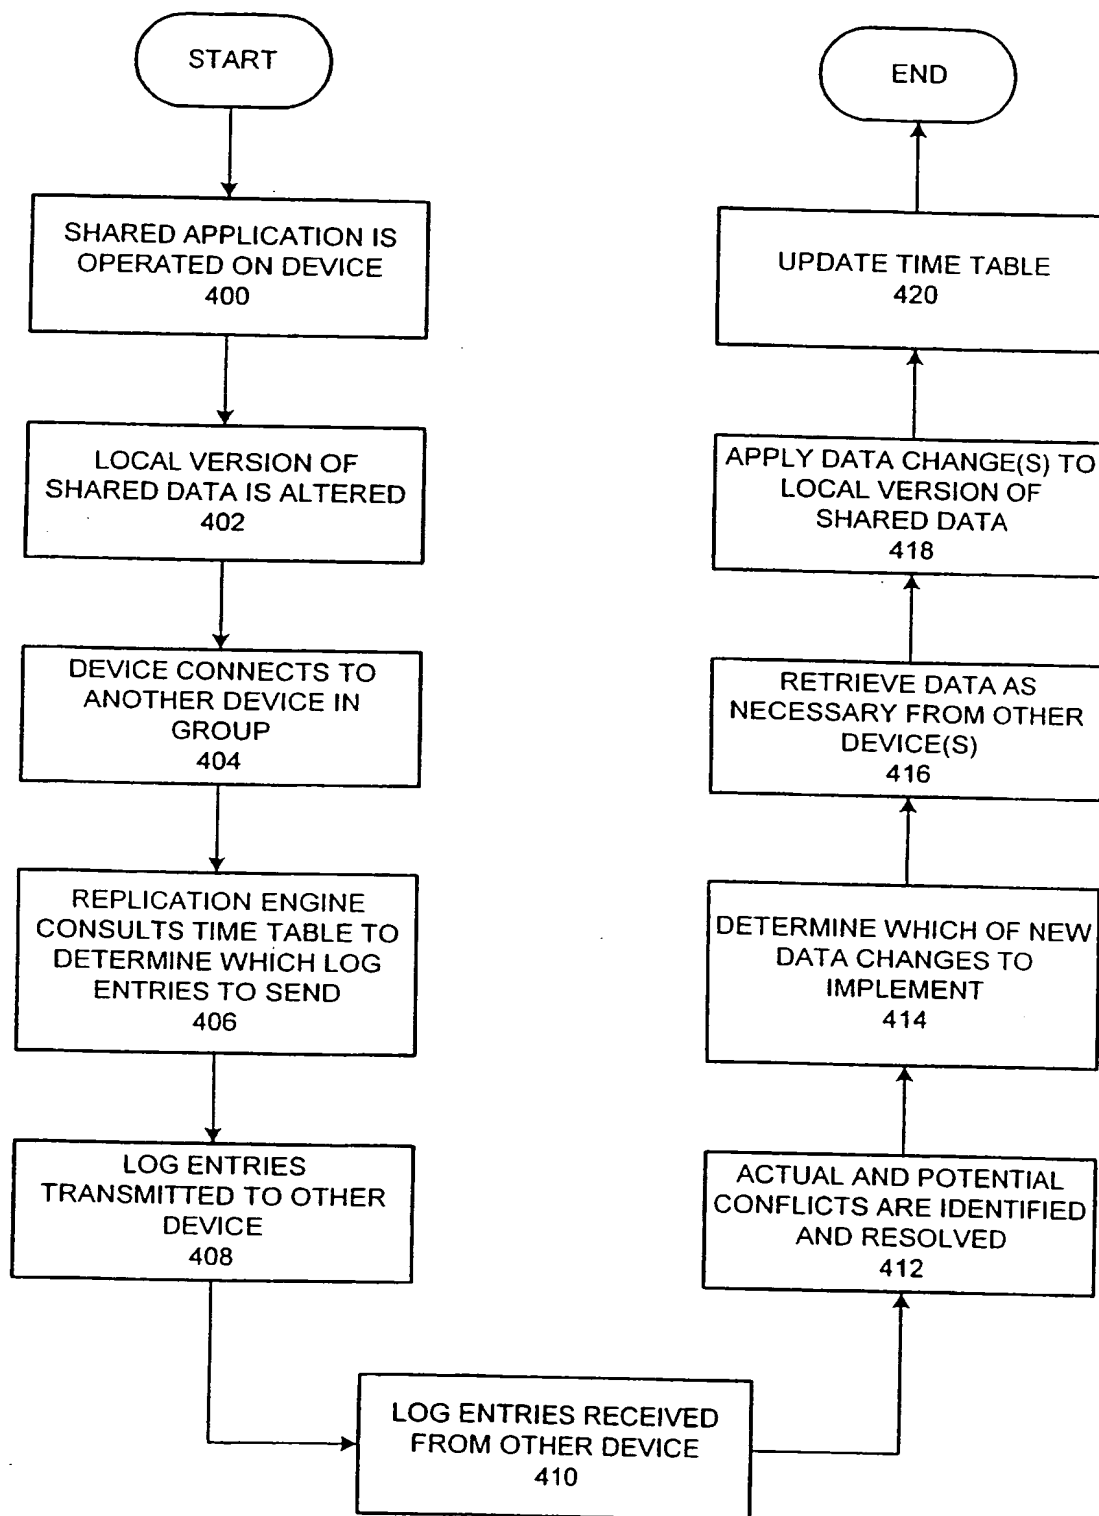 START
SHARED APPLICATION IS
OPERATED ON DEVICE
400
LOCAL VERSION OF
SHARED DATA IS ALTERED
402
DEVICE CONNECTS TO
ANOTHER DEVICE IN
GROUP
404
REPLICATION ENGINE
CONSULTS TIME TABLE TO
DETERMINE WHICH LOG
ENTRIES TO SEND
406
LOG ENTRIES
TRANSMITTED TO OTHER
DEVICE
408
LOG ENTRIES RECEIVED
FROM OTHER DEVICE
410
ACTUAL AND POTENTIAL
CONFLICTS ARE IDENTIFIED
AND RESOLVED
412
DETERMINE WHICH OF NEW
DATA CHANGES TO
IMPLEMENT
414
RETRIEVE DATA AS
NECESSARY FROM OTHER
DEVICE(S)
416
APPLY DATA CHANGE(S) TO
LOCAL VERSION OF
SHARED DATA
418
UPDATE TIME TABLE
420
END